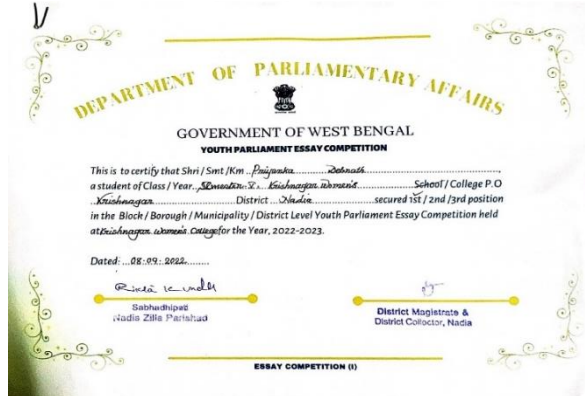 DEPARTMENT OF PARLIAMENTARY AFFAIRS
GOVERNMENT OF WEST BENGAL
YOUTH PARLIAMENT ESSAY COMPETITION
This is to certify that Shri / Smt /Km ..Priyanka Debnath
a student of Class / Year..Semester-V, Krishnagar Women's School / College P.O
Krishnagar District ..Nadia secured 1st / 2nd /3rd position
in the Block / Borough / Municipality / District Level Youth Parliament Essay Competition held
at Krishnagar Women's College for the Year, 2022-2023.
Dated: ..08.09.2022
Sabhadhipati
Nadia Zilla Parishad
District Magistrate &
District Collector, Nadia
ESSAY COMPETITION (I)